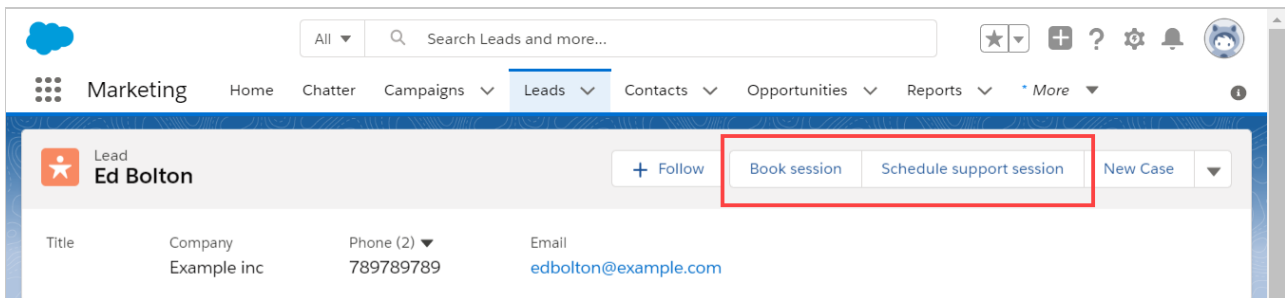 All Search Leads and more...
Marketing Home Chatter Campaigns Leads Contacts Opportunities Reports * More
Lead
Ed Bolton
+ Follow Book session Schedule support session New Case
Title Company Phone (2) Email
Example inc 789789789 edbolton@example.com